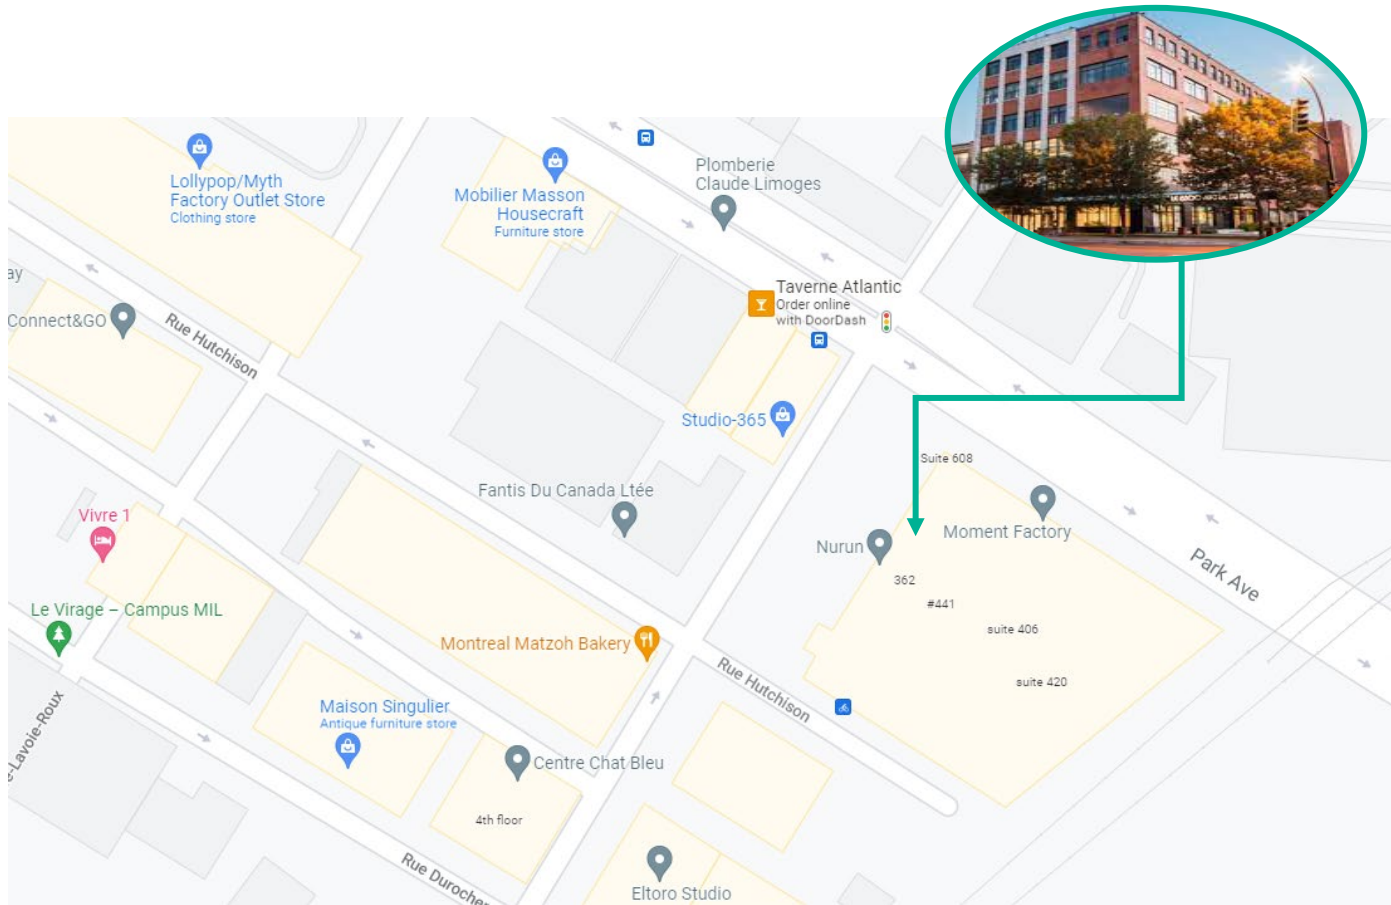 Plomberie
Claude Limoges
Lollypop/Myth
Factory Outlet Store
Clothing store
Mobilier Masson
Housecraft
Furniture store
ay
Connect&GO
Rue Hutchison
Taverne Atlantic
Order online
with DoorDash
Studio-365
Suite 608
Fantis Du Canada Ltée
Moment Factory
Nurun
Vivre 1
362
#441
Park Ave
Le Virage – Campus MIL
suite 406
Montreal Matzoh Bakery
Rue Hutchison
suite 420
Maison Singulier
Antique furniture store
e-Lavoie-Roux
Centre Chat Bleu
4th floor
Rue Durocher
Eltoro Studio